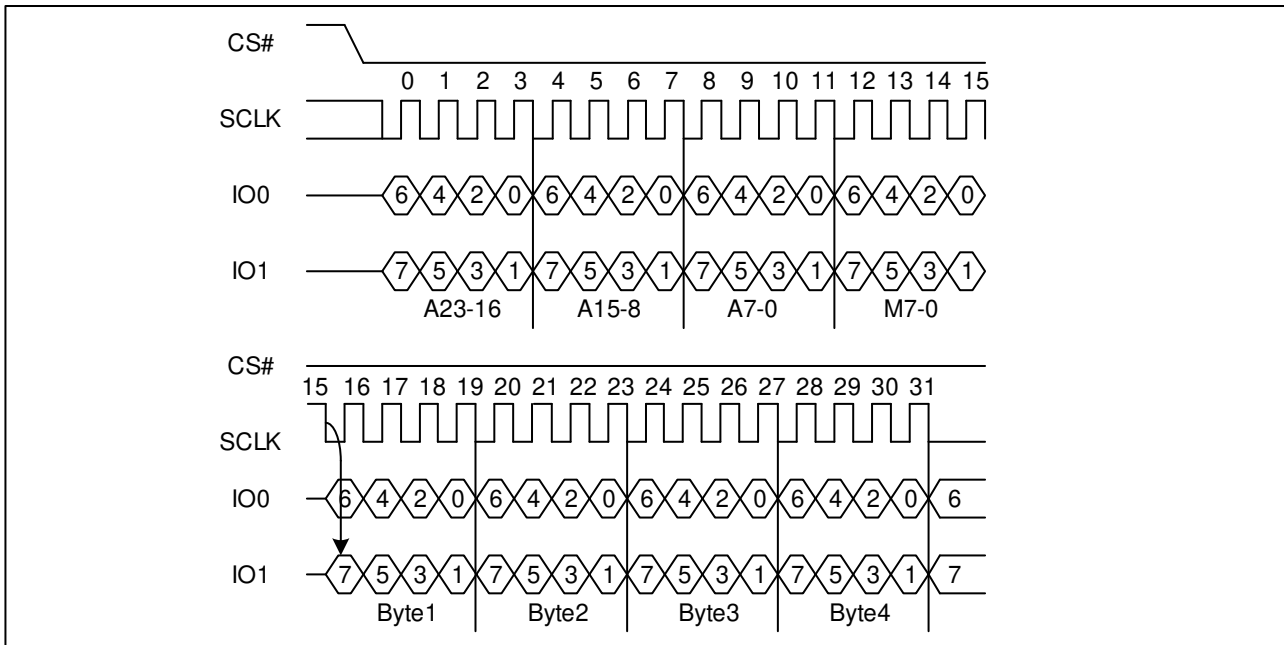 CS#
0 1 2 3 4 5 6 7 8 9 10 11 12 13 14 15
SCLK
IO0 6 4 2 0 6 4 2 0 6 4 2 0 6 4 2 0
IO1 7 5 3 1 7 5 3 1 7 5 3 1 7 5 3 1
A23-16 A15-8 A7-0 M7-0
CS#
15 16 17 18 19 20 21 22 23 24 25 26 27 28 29 30 31
SCLK
IO0 6 4 2 0 6 4 2 0 6 4 2 0 6 4 2 0 6
IO1 7 5 3 1 7 5 3 1 7 5 3 1 7 5 3 1 7
Byte1 Byte2 Byte3 Byte4